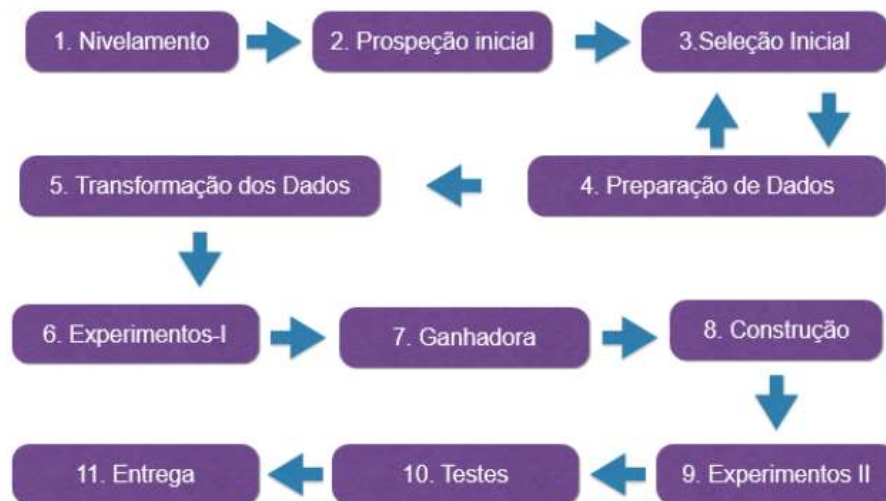 1. Nivelamento
2. Prospeção inicial
3.Seleção Inicial
4. Preparação de Dados
5. Transformação dos Dados
6. Experimentos-I
7. Ganhadora
8. Construção
9. Experimentos II
10. Testes
11. Entrega